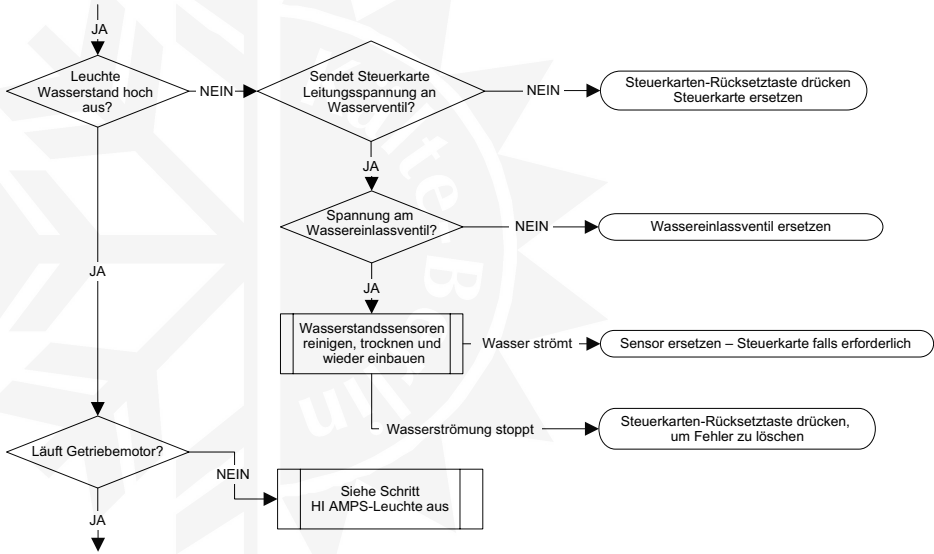 JA
Leuchte
Wasserstand hoch
aus?
NEIN
Sendet Steuerkarte
Leitungsspannung an
Wasserventil?
NEIN
Steuerkarten-Rücksetztaste drücken
Steuerkarte ersetzen
JA
Spannung am
Wassereinlassventil?
NEIN
Wassereinlassventil ersetzen
JA
JA
Wasserstandssensoren
reinigen, trocknen und
wieder einbauen
Wasser strömt
Sensor ersetzen – Steuerkarte falls erforderlich
Wasserströmung stoppt
Steuerkarten-Rücksetztaste drücken,
um Fehler zu löschen
Läuft Getriebemotor?
NEIN
Siehe Schritt
HI AMPS-Leuchte aus
JA